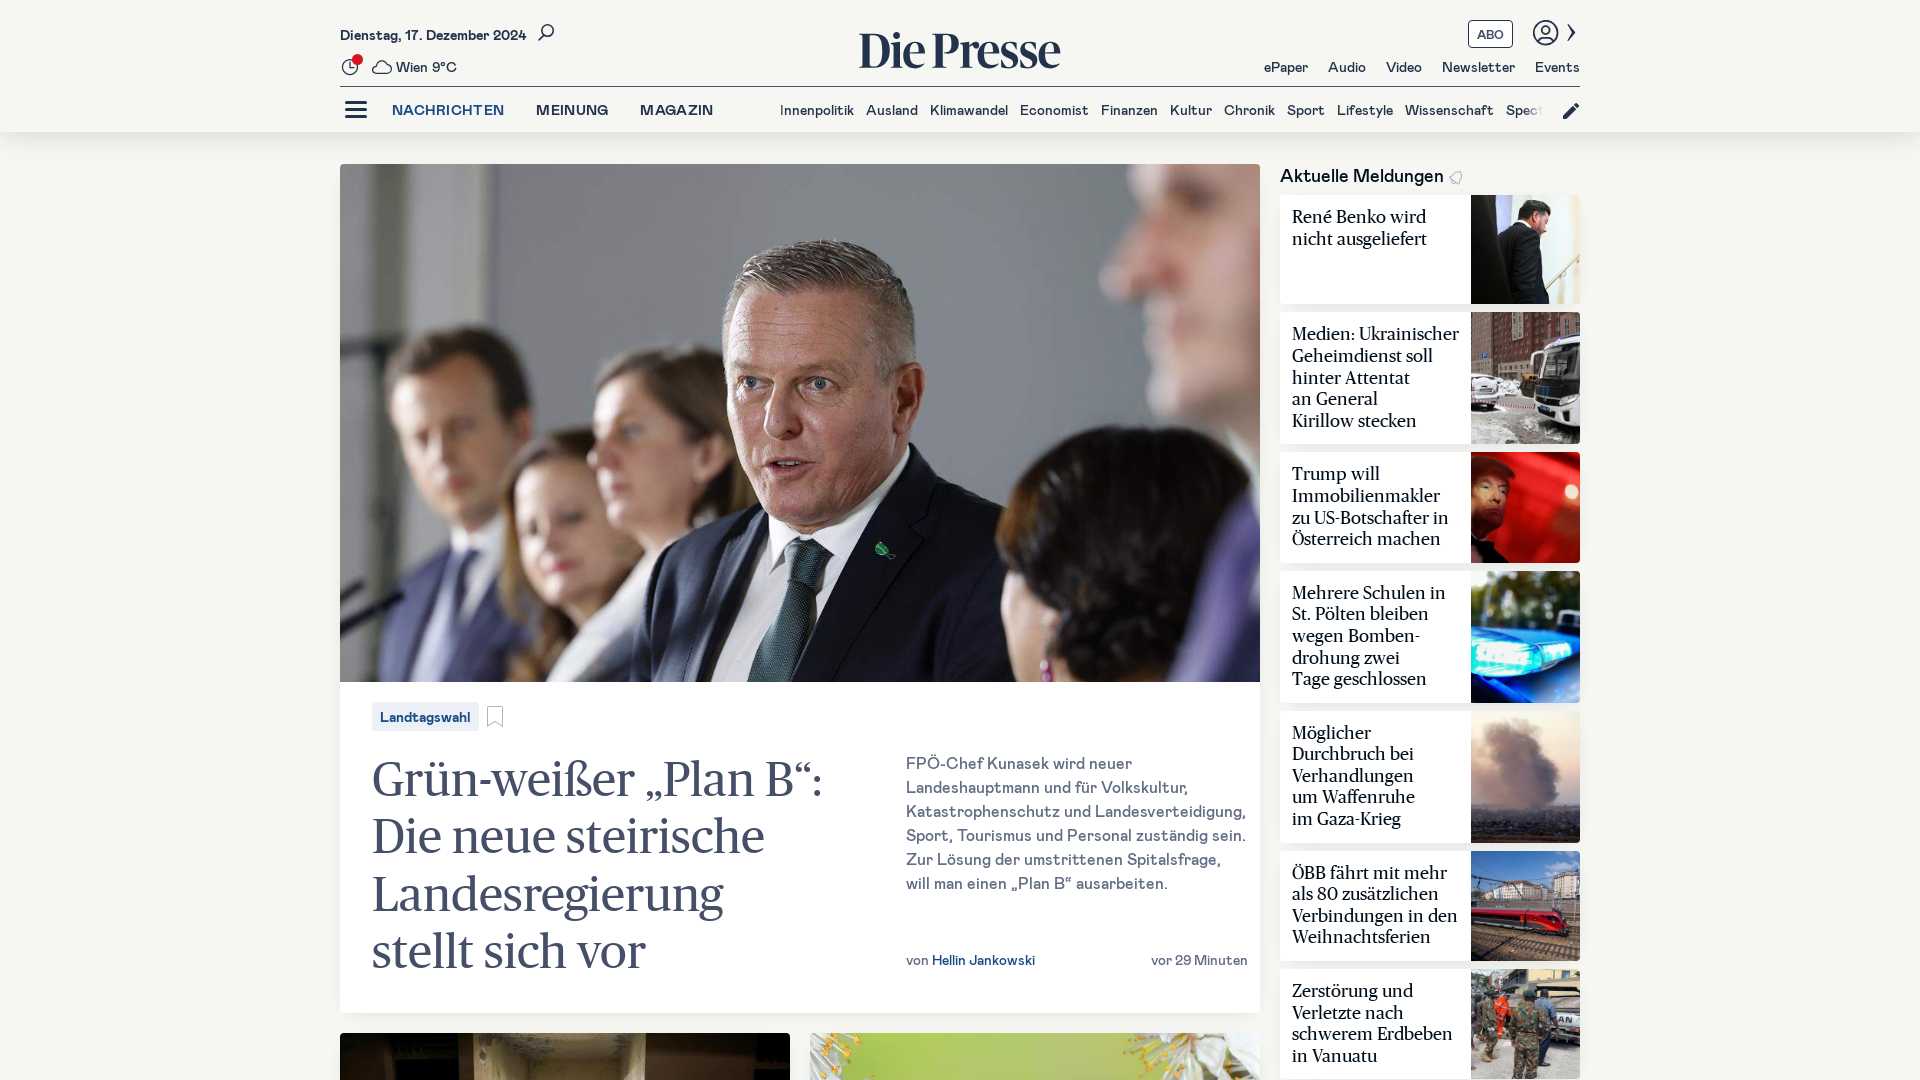 Dienstag, 17. Dezember 2024
Wien 9°C
Die Presse
ABO
ePaper Audio Video Newsletter Events
NACHRICHTEN MEINUNG MAGAZIN
Innenpolitik Ausland Klimawandel Economist Finanzen Kultur Chronik Sport Lifestyle Wissenschaft Spect
Landtagswahl
Grün-weißer „Plan B“:
Die neue steirische
Landesregierung
stellt sich vor
FPÖ-Chef Kunasek wird neuer
Landeshauptmann und für Volkskultur,
Katastrophenschutz und Landesverteidigung,
Sport, Tourismus und Personal zuständig sein.
Zur Lösung der umstrittenen Spitalsfrage,
will man einen „Plan B“ ausarbeiten.
von Hellin Jankowski
vor 29 Minuten
Aktuelle Meldungen
René Benko wird
nicht ausgeliefert
Medien: Ukrainischer
Geheimdienst soll
hinter Attentat
an General
Kirillow stecken
Trump will
Immobilienmakler
zu US-Botschafter in
Österreich machen
Mehrere Schulen in
St. Pölten bleiben
wegen Bomben-
drohung zwei
Tage geschlossen
Möglicher
Durchbruch bei
Verhandlungen
um Waffenruhe
im Gaza-Krieg
ÖBB fährt mit mehr
als 80 zusätzlichen
Verbindungen in den
Weihnachtsferien
Zerstörung und
Verletzte nach
schwerem Erdbeben
in Vanuatu